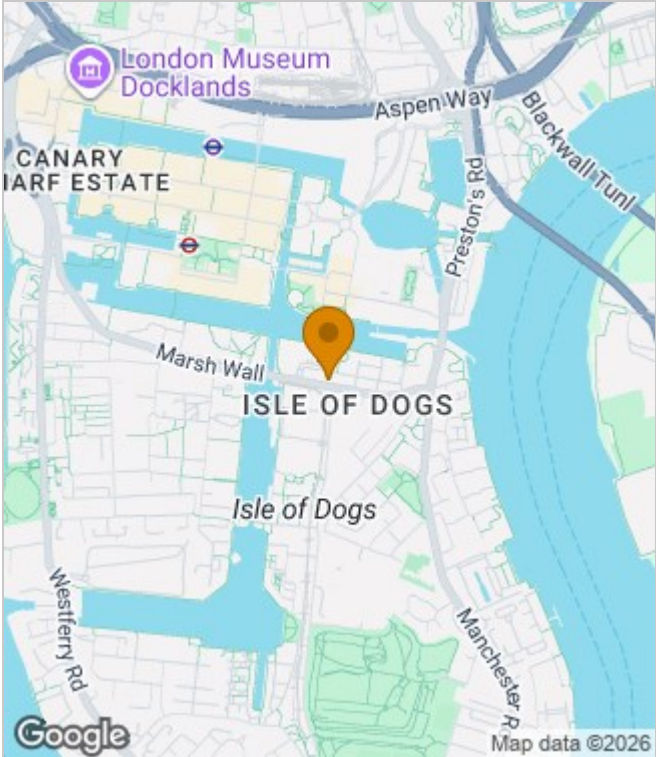 London Museum
Docklands
Aspen Way
Blackwall Tunl
CANARY
IARF ESTATE
Preston's Rd
Marsh Wall
ISLE OF DOGS
Isle of Dogs
Westferry Rd
Manchester R
Google
Map data ©2026